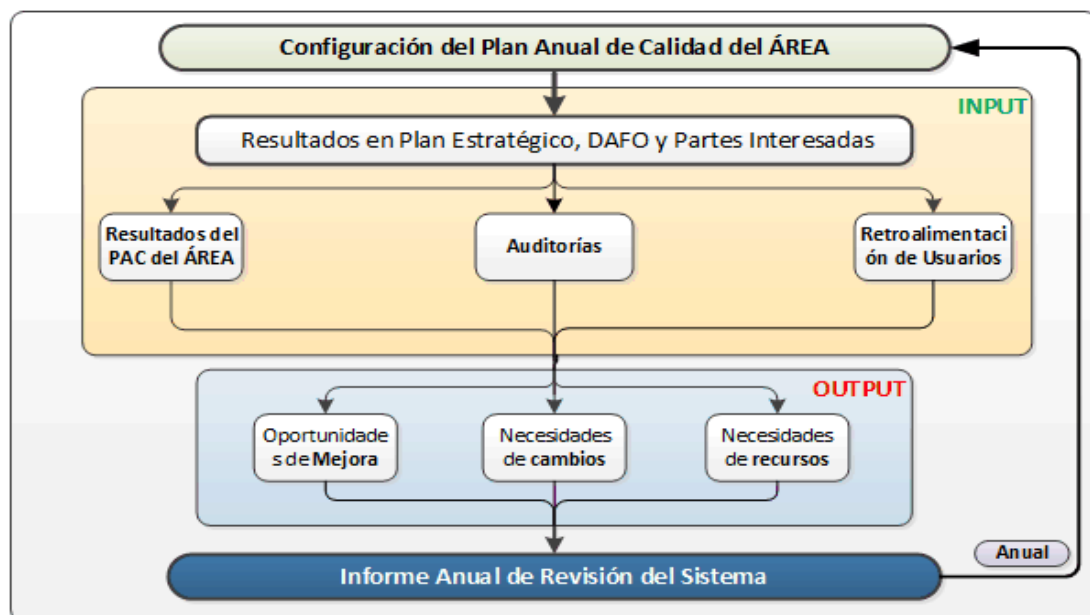 Configuración del Plan Anual de Calidad del ÁREA
INPUT
Resultados en Plan Estratégico, DAFO y Partes Interesadas
Resultados del
PAC del ÁREA
Auditorías
Retroalimentaci
ón de Usuarios
OUTPUT
Oportunidade
s de Mejora
Necesidades
de cambios
Necesidades
de recursos
Anual
Informe Anual de Revisión del Sistema